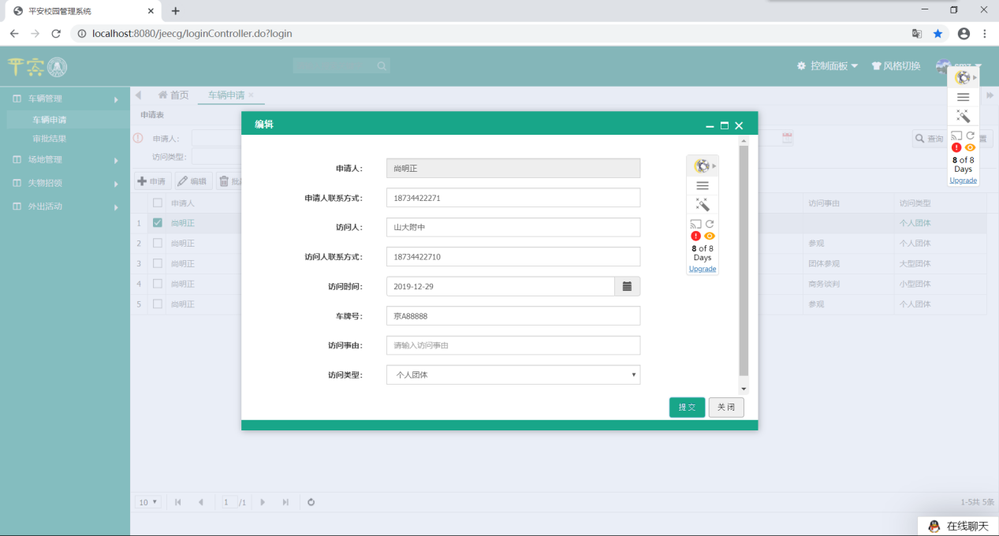 平安校园管理系统
localhost:8080/jeecg/loginController.do?login
平安
控制面板
风格切换
车辆管理
车辆申请
审批结果
场地管理
失物招领
外出活动
首页
车辆申请
申请表
申请人：
访问类型：
查询
置
申请
编辑
申请人
访问事由
访问类型
1 尚明正 个人团体
2 尚明正 参观 个人团体
3 尚明正 团体参观 大型团体
4 尚明正 商务谈判 小型团体
5 尚明正 参观 个人团体
编辑
申请人： 尚明正
申请人联系方式： 18734422271
访问人： 山大附中
访问人联系方式： 18734422710
访问时间： 2019-12-29
车牌号： 京A88888
访问事由： 请输入访问事由
访问类型： 个人团体
提交 关闭
8 of 8
Days
Upgrade
8 of 8
Days
Upgrade
10
1 /1
1-5共 5条
在线聊天